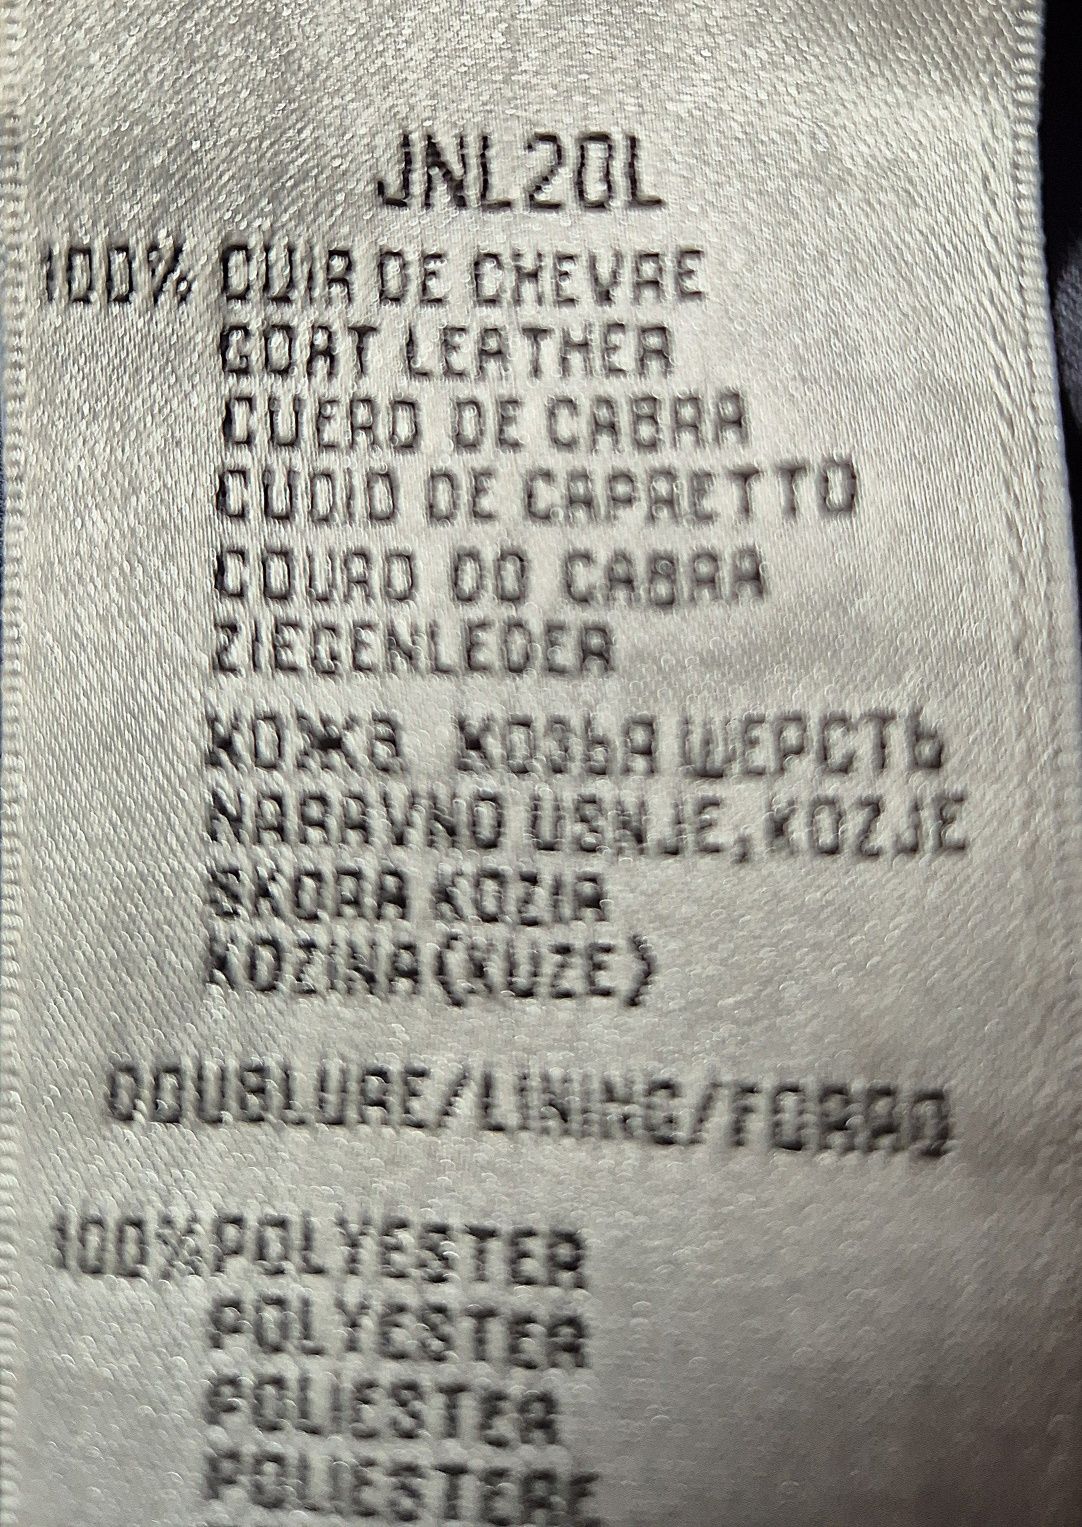 JNL20L
100% CUIR DE CHEVRE
GOAT LEATHER
CUERO DE CABRA
CUOIO DE CAPRETTO
COURO DO CABRA
ZIEGENLEDER
КОЖА КОЗЬЯ ШЕРСТЬ
NARAVNO USNJE, KOZJE
SKORA KOZIA
KOZINA (KUZE)
DOUBLURE/LINING/FORRO
100%POLYESTER
POLYESTER
POLIESTER
POLIESTERE